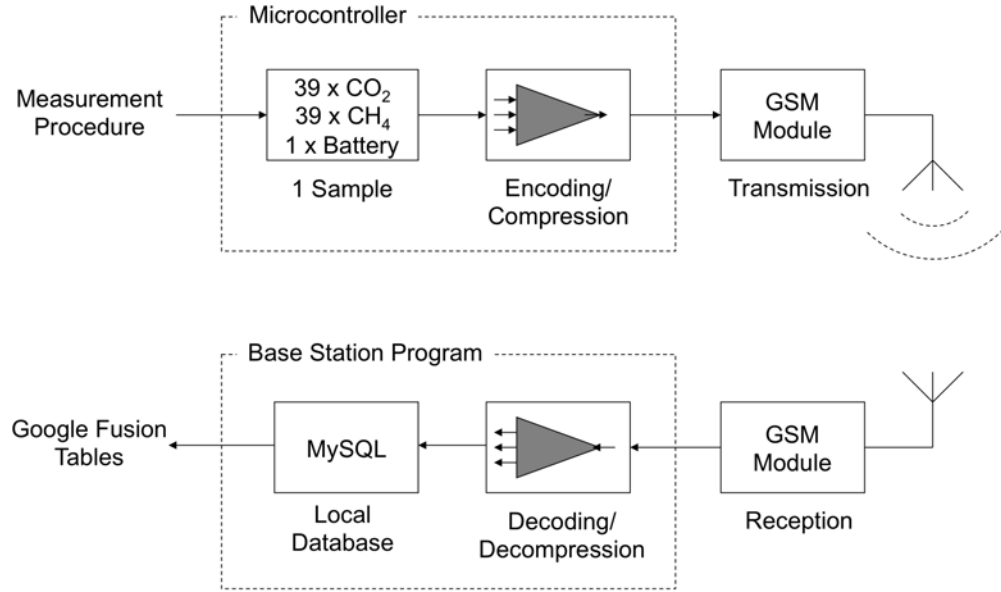 Microcontroller
Measurement
Procedure
39 x CO₂
39 x CH₄
1 x Battery
1 Sample
Encoding/
Compression
GSM
Module
Transmission
Base Station Program
Google Fusion
Tables
MySQL
Local
Database
Decoding/
Decompression
GSM
Module
Reception